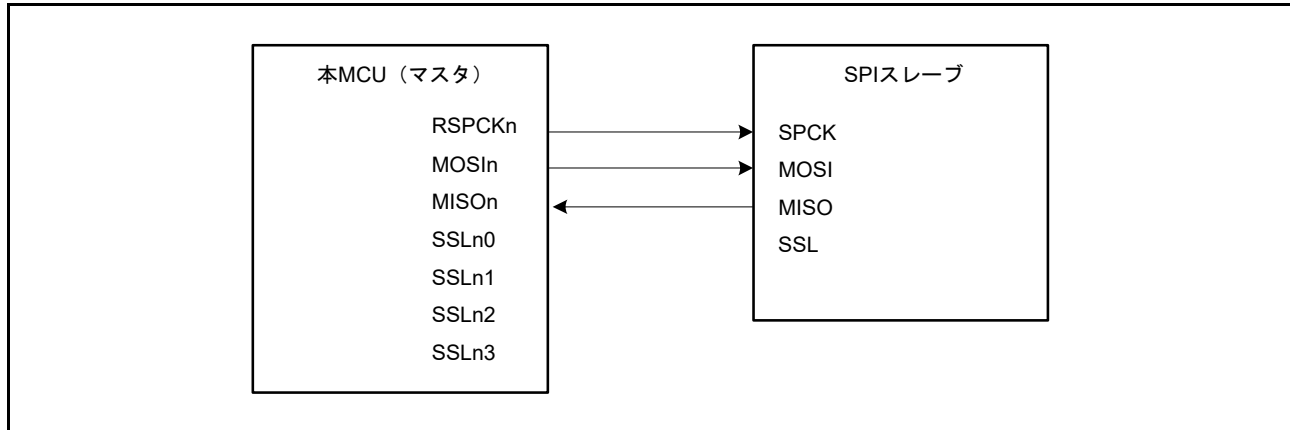 本MCU（マスタ）
RSPCKn
MOSIn
MISOn
SSLn0
SSLn1
SSLn2
SSLn3
SPIスレーブ
SPCK
MOSI
MISO
SSL